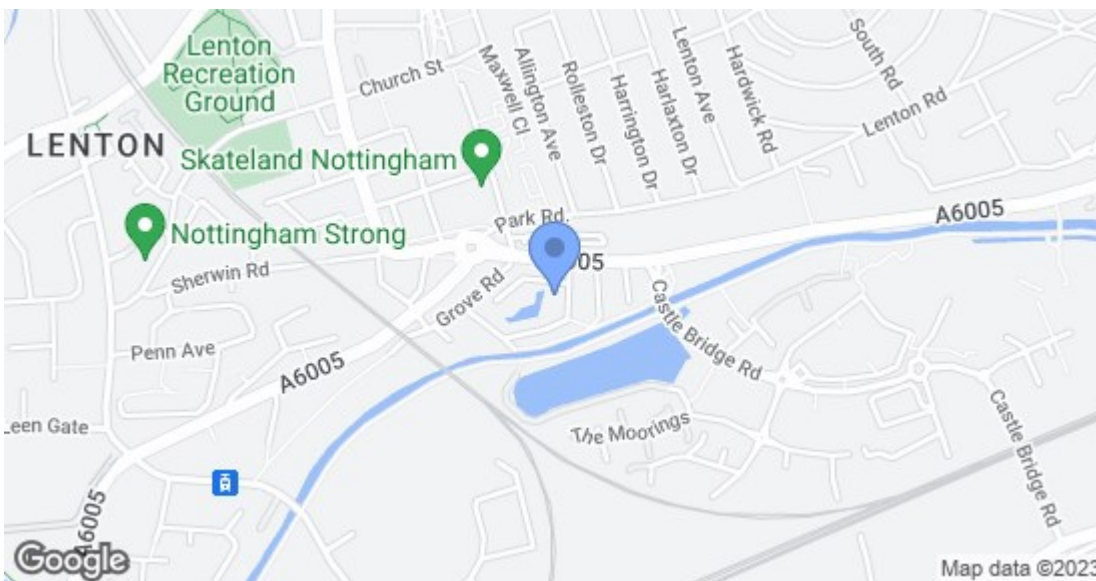 Lenton
Recreation
Ground
Church St
Maxwell Cl
Allington Ave
Rolleston Dr
Harrington Dr
Harlaxton Dr
Lenton Ave
Hardwick Rd
South Rd
Lenton Rd
LENTON
Skateland Nottingham
Nottingham Strong
Park Rd.
A6005
Sherwin Rd
Grove Rd
Castle Bridge Rd
Penn Ave
A6005
The Moorings
Castle Bridge Rd
Leen Gate
A6005
Google
Map data ©2023